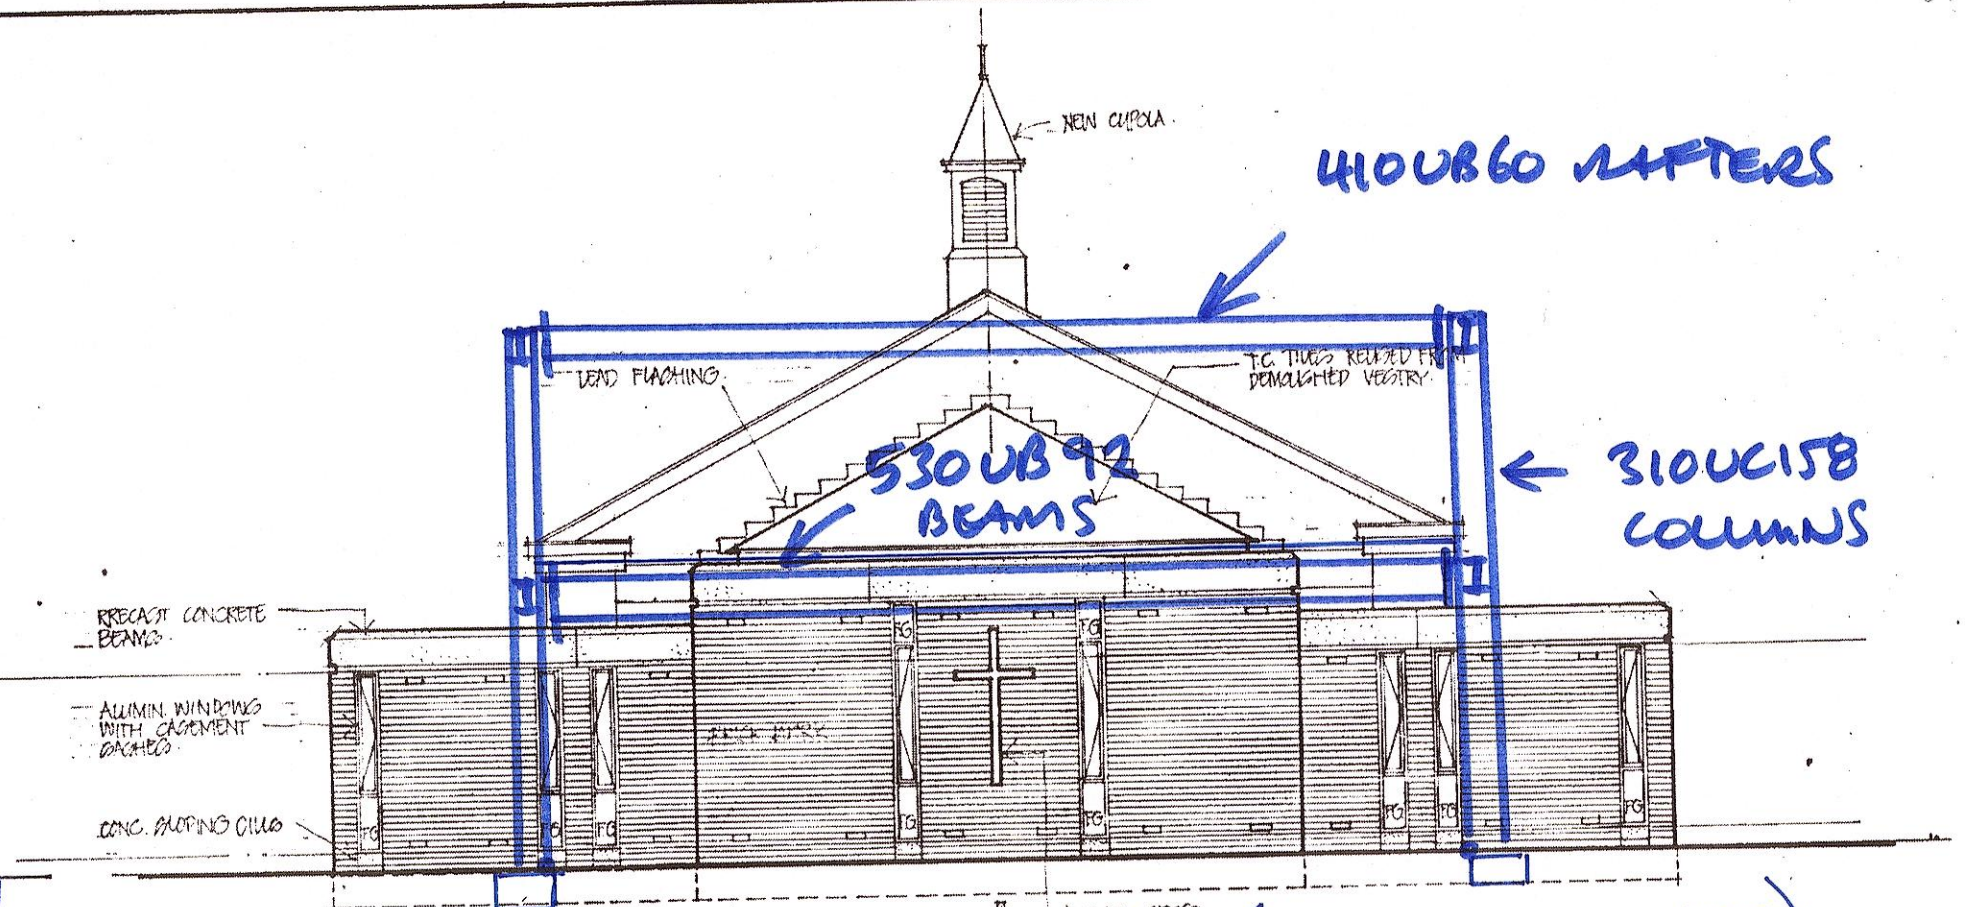 NEW CUPOLA.
410UB60 RAFTERS
LEAD FLASHING.
T.C. TILES REUSED FROM
DEMOLISHED VESTRY.
530UB92
BEAMS
310UC158
COLUMNS
PRECAST CONCRETE
BEAMS.
ALUMIN. WINDOWS
WITH CASEMENT
SASHES.
CONC. SLOPING CILLS
FG
FG
FG
FG
FG
FG
FG
FG
FG
FG